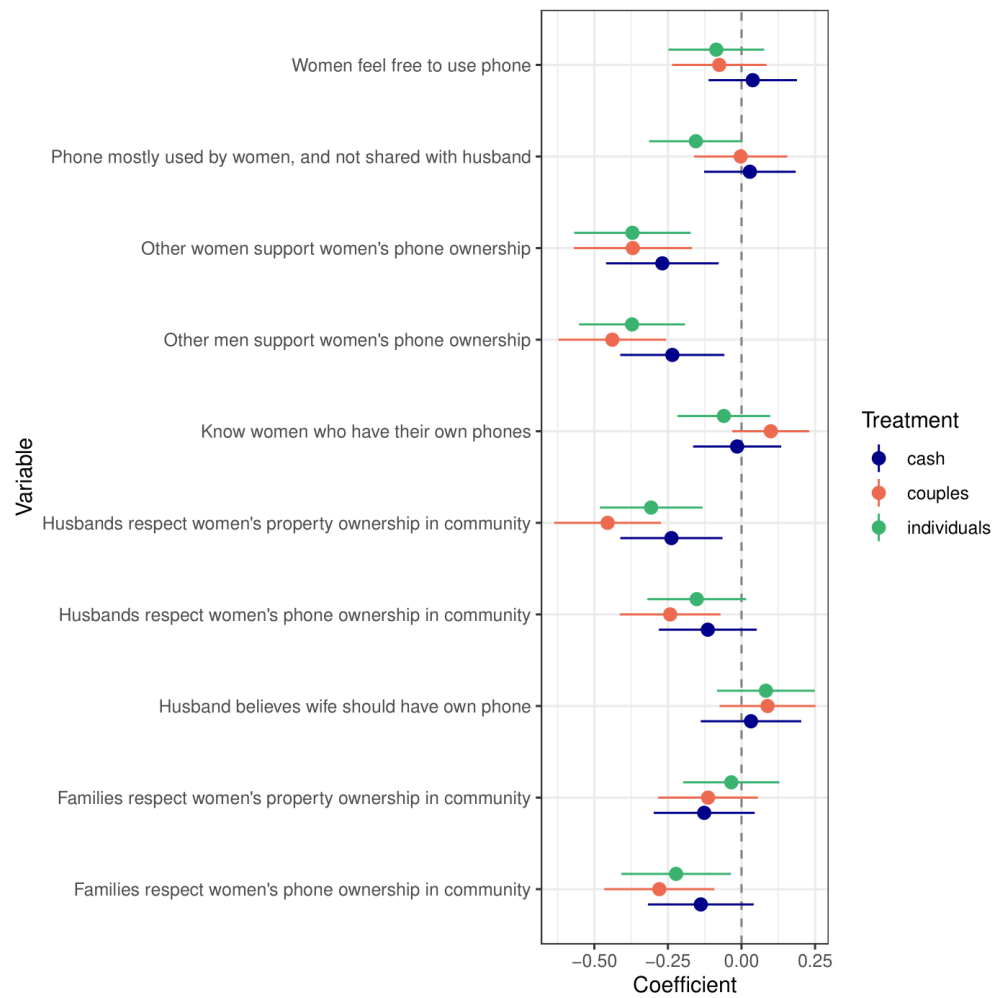 Women feel free to use phone
Phone mostly used by women, and not shared with husband
Other women support women's phone ownership
Other men support women's phone ownership
Know women who have their own phones
Husbands respect women's property ownership in community
Husbands respect women's phone ownership in community
Husband believes wife should have own phone
Families respect women's property ownership in community
Families respect women's phone ownership in community
Variable
−0.50 −0.25 0.00 0.25
Coefficient
Treatment
cash
couples
individuals